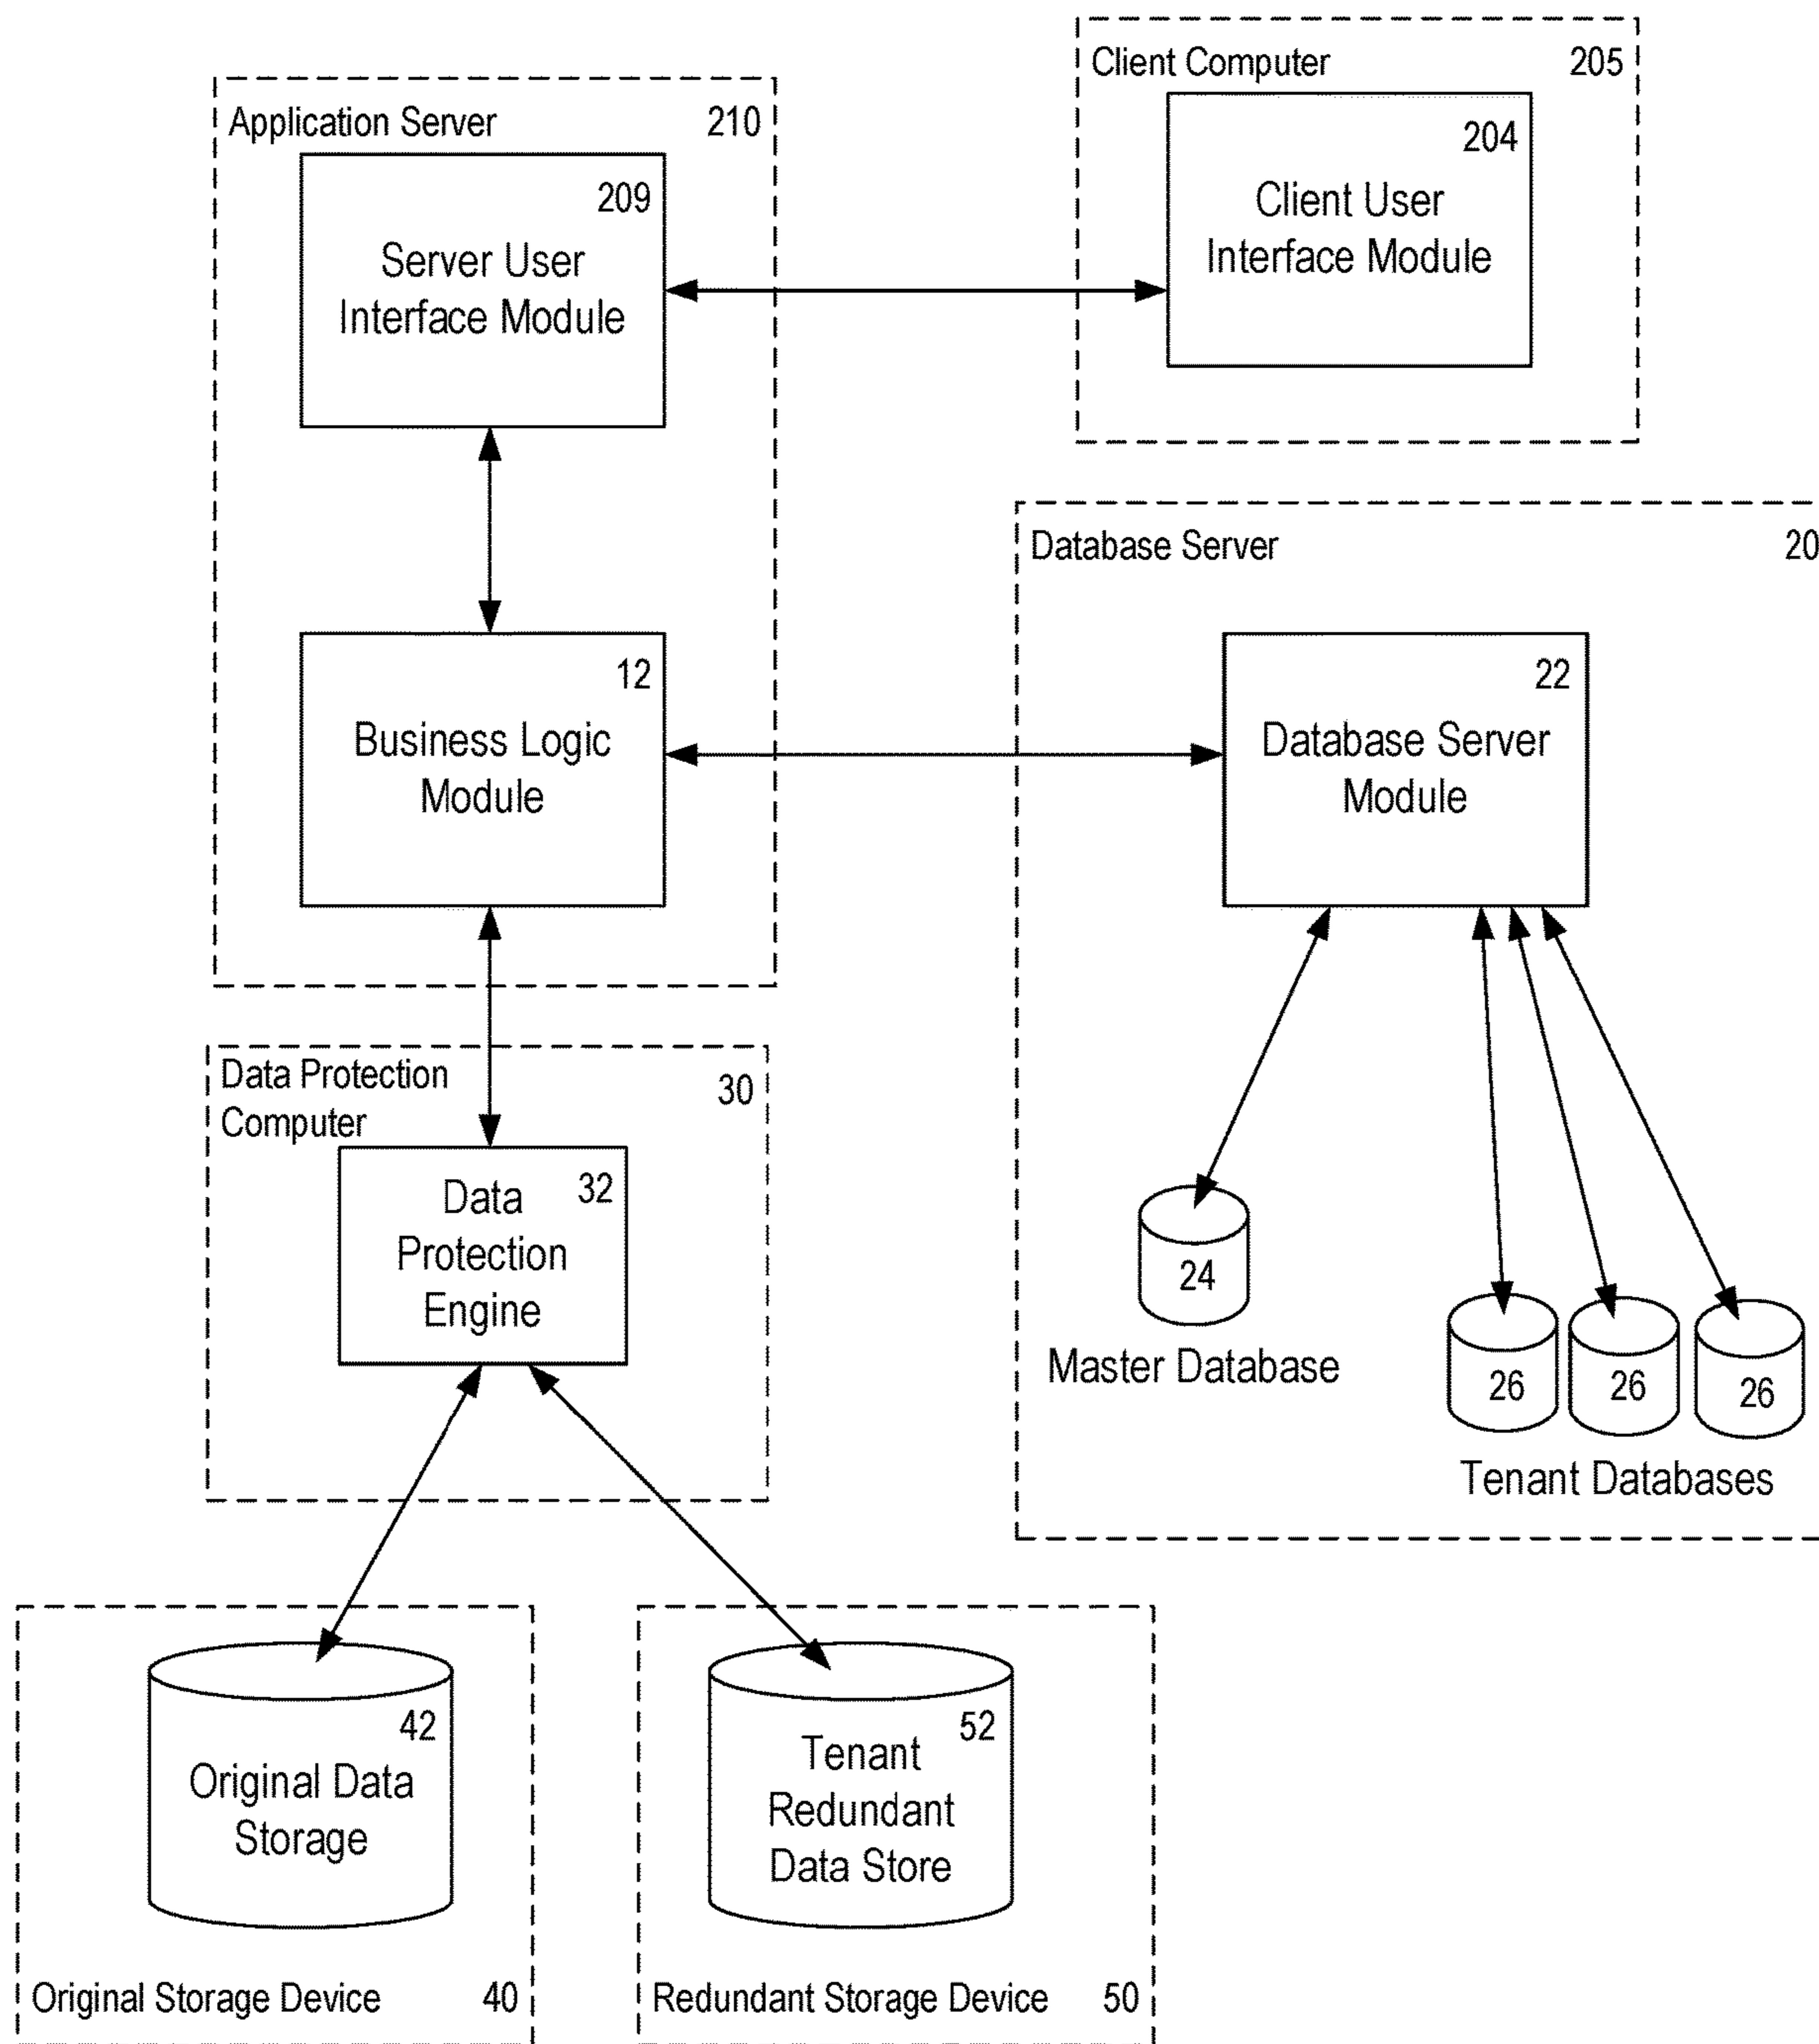 Client Computer 205
204
Client User
Interface Module
Application Server 210
209
Server User
Interface Module
Database Server 20
12
Business Logic
Module
22
Database Server
Module
Data Protection
Computer
30
32
Data
Protection
Engine
24
Master Database
26 26 26
Tenant Databases
42
Original Data
Storage
52
Tenant
Redundant
Data Store
Original Storage Device 40
Redundant Storage Device 50